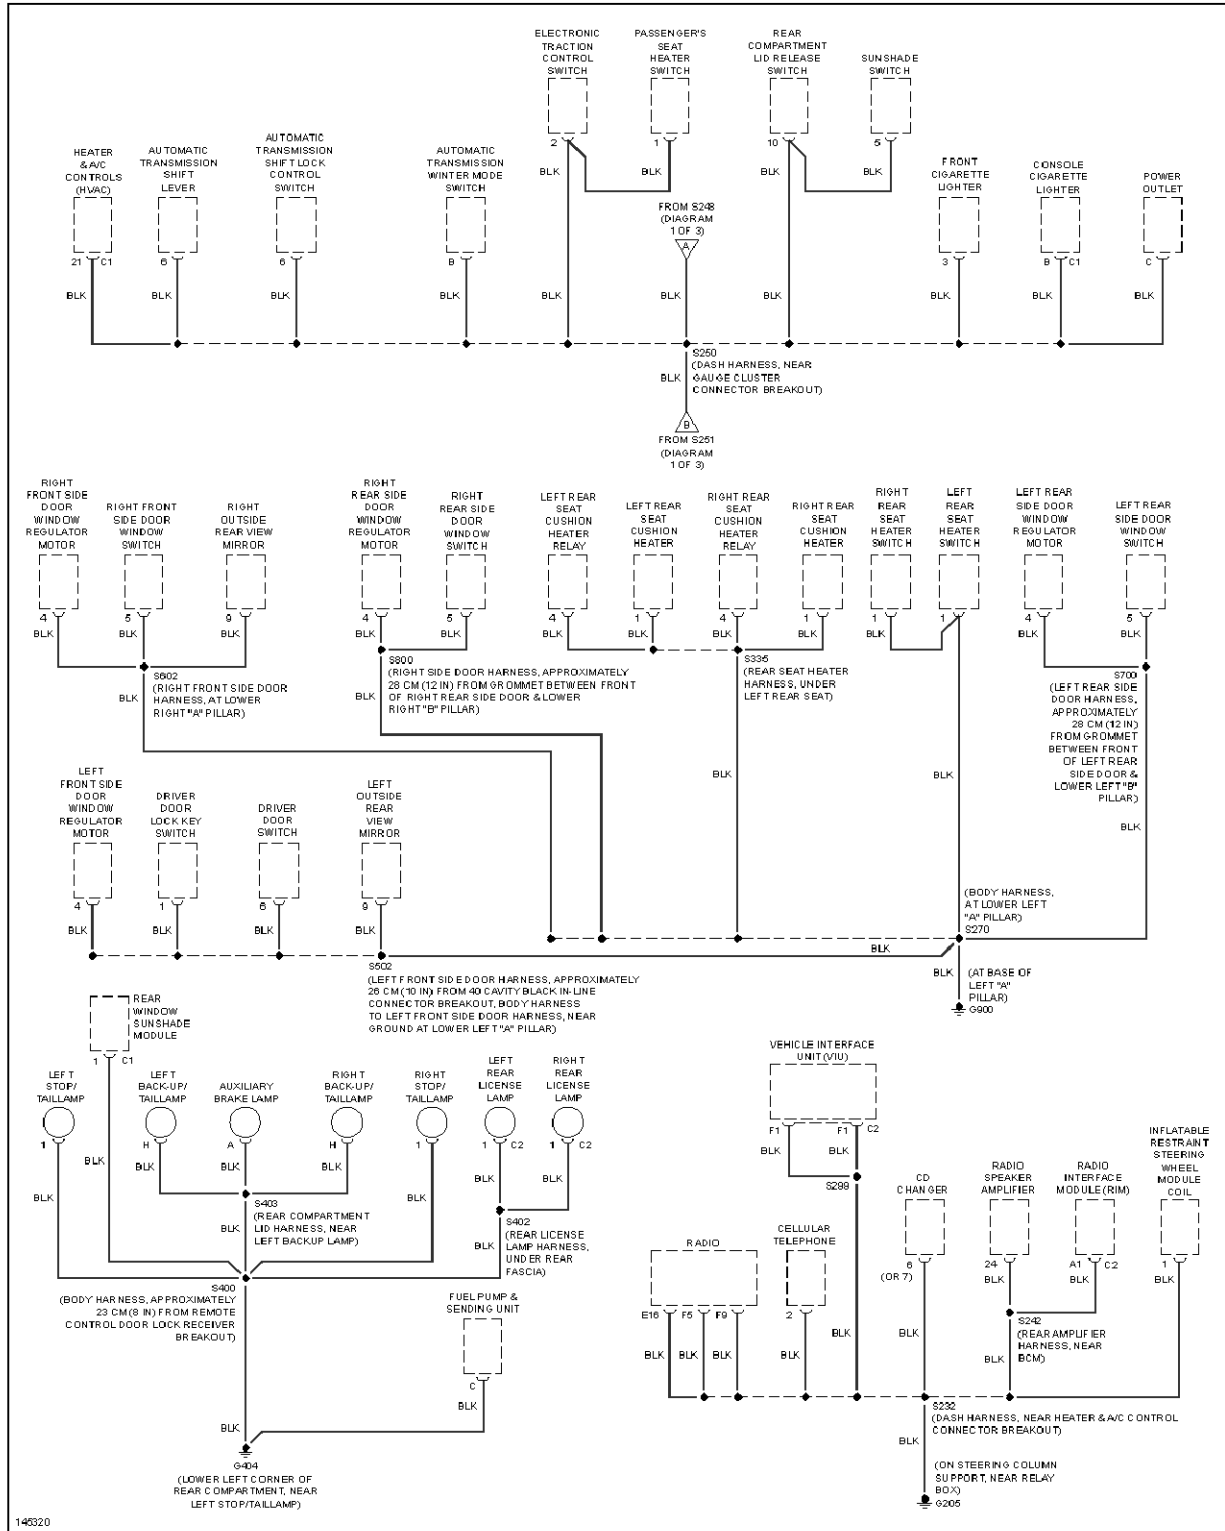 ELECTRONIC
TRACTION
CONTROL
SWITCH
PASSENGER'S
SEAT
HEATER
SWITCH
REAR
COMPARTMENT
LID RELEASE
SWITCH
SUNSHADE
SWITCH
2
1
10
5
BLK
BLK
BLK
BLK
HEATER
& A/C
CONTROLS
(HVAC)
AUTOMATIC
TRANSMISSION
SHIFT
LEVER
AUTOMATIC
TRANSMISSION
SHIFT LOCK
CONTROL
SWITCH
AUTOMATIC
TRANSMISSION
WINTER MODE
SWITCH
FROM S248
(DIAGRAM
1 OF 3)
A
FRONT
CIGARETTE
LIGHTER
CONSOLE
CIGARETTE
LIGHTER
POWER
OUTLET
21 C1
6
6
B
3
B C1
C
BLK
BLK
BLK
BLK
BLK
BLK
BLK
BLK
BLK
BLK
S250
(DASH HARNESS, NEAR
GAUGE CLUSTER
CONNECTOR BREAKOUT)
BLK
B
FROM S251
(DIAGRAM
1 OF 3)
RIGHT
FRONT SIDE
DOOR
WINDOW
REGULATOR
MOTOR
RIGHT FRONT
SIDE DOOR
WINDOW
SWITCH
RIGHT
OUTSIDE
REAR VIEW
MIRROR
RIGHT
REAR SIDE
DOOR
WINDOW
REGULATOR
MOTOR
RIGHT
REAR SIDE
DOOR
WINDOW
SWITCH
LEFT REAR
SEAT
CUSHION
HEATER
RELAY
LEFT REAR
SEAT
CUSHION
HEATER
RIGHT REAR
SEAT
CUSHION
HEATER
RELAY
RIGHT REAR
SEAT
CUSHION
HEATER
RIGHT
REAR
SEAT
HEATER
SWITCH
LEFT
REAR
SEAT
HEATER
SWITCH
LEFT REAR
SIDE DOOR
WINDOW
REGULATOR
MOTOR
LEFT REAR
SIDE DOOR
WINDOW
SWITCH
4
5
9
4
5
4
1
4
1
1
1
4
5
BLK
BLK
BLK
BLK
BLK
BLK
BLK
BLK
BLK
BLK
BLK
BLK
S602
(RIGHT FRONT SIDE DOOR
HARNESS, AT LOWER
RIGHT "A" PILLAR)
BLK
S800
(RIGHT SIDE DOOR HARNESS, APPROXIMATELY
28 CM (12 IN) FROM GROMMET BETWEEN FRONT
OF RIGHT REAR SIDE DOOR & LOWER
RIGHT "B" PILLAR)
BLK
S335
(REAR SEAT HEATER
HARNESS, UNDER
LEFT REAR SEAT)
S700
(LEFT REAR SIDE
DOOR HARNESS,
APPROXIMATELY
28 CM (12 IN)
FROM GROMMET
BETWEEN FRONT
OF LEFT REAR
SIDE DOOR &
LOWER LEFT "B"
PILLAR)
BLK
BLK
BLK
LEFT
FRONT SIDE
DOOR
WINDOW
REGULATOR
MOTOR
DRIVER
DOOR
LOCK KEY
SWITCH
DRIVER
DOOR
SWITCH
LEFT
OUTSIDE
REAR
VIEW
MIRROR
4
1
6
9
BLK
BLK
BLK
BLK
(BODY HARNESS,
AT LOWER LEFT
"A" PILLAR)
S270
BLK
S502
(LEFT FRONT SIDE DOOR HARNESS, APPROXIMATELY
26 CM (10 IN) FROM 40 CAVITY BLACK IN-LINE
CONNECTOR BREAKOUT, BODY HARNESS
TO LEFT FRONT SIDE DOOR HARNESS, NEAR
GROUND AT LOWER LEFT "A" PILLAR)
BLK
(AT BASE OF
LEFT "A"
PILLAR)
G900
REAR
WINDOW
SUNSHADE
MODULE
1 C1
LEFT
STOP/
TAILLAMP
LEFT
BACK-UP/
TAILLAMP
AUXILIARY
BRAKE LAMP
RIGHT
BACK-UP/
TAILLAMP
RIGHT
STOP/
TAILLAMP
LEFT
REAR
LICENSE
LAMP
RIGHT
REAR
LICENSE
LAMP
1
H
A
H
1
1 C2
1 C2
BLK
BLK
BLK
BLK
BLK
BLK
BLK
BLK
S403
(REAR COMPARTMENT
LID HARNESS, NEAR
LEFT BACKUP LAMP)
BLK
S402
(REAR LICENSE
LAMP HARNESS,
UNDER REAR
FASCIA)
BLK
S400
(BODY HARNESS, APPROXIMATELY
23 CM (8 IN) FROM REMOTE
CONTROL DOOR LOCK RECEIVER
BREAKOUT)
FUEL PUMP &
SENDING UNIT
C
BLK
BLK
G404
(LOWER LEFT CORNER OF
REAR COMPARTMENT, NEAR
LEFT STOP/TAILLAMP)
VEHICLE INTERFACE
UNIT (VIU)
F1
F1 C2
BLK
BLK
S299
RADIO
CELLULAR
TELEPHONE
CD
CHANGER
RADIO
SPEAKER
AMPLIFIER
RADIO
INTERFACE
MODULE (RIM)
INFLATABLE
RESTRAINT
STEERING
WHEEL
MODULE
COIL
E16
F5
F9
2
6
(OR 7)
24
A1 C2
1
BLK
BLK
BLK
S242
(REAR AMPLIFIER
HARNESS, NEAR
BCM)
BLK
BLK
BLK
BLK
BLK
BLK
BLK
BLK
S232
(DASH HARNESS, NEAR HEATER & A/C CONTROL
CONNECTOR BREAKOUT)
BLK
(ON STEERING COLUMN
SUPPORT, NEAR RELAY
BOX)
G205
145320